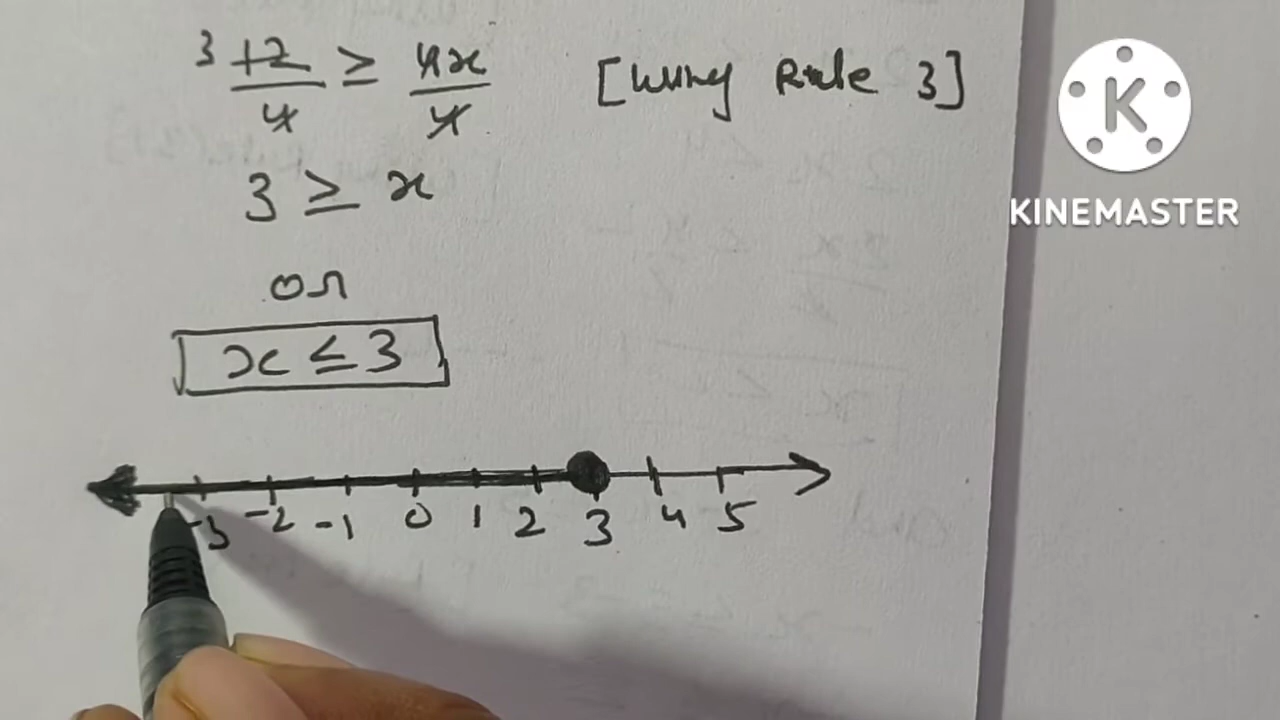 3
12/4 ≥ 4x/4 [Using Rule 3]
3 ≥ x
or
x ≤ 3
-3 -2 -1 0 1 2 3 4 5
K
KINEMASTER